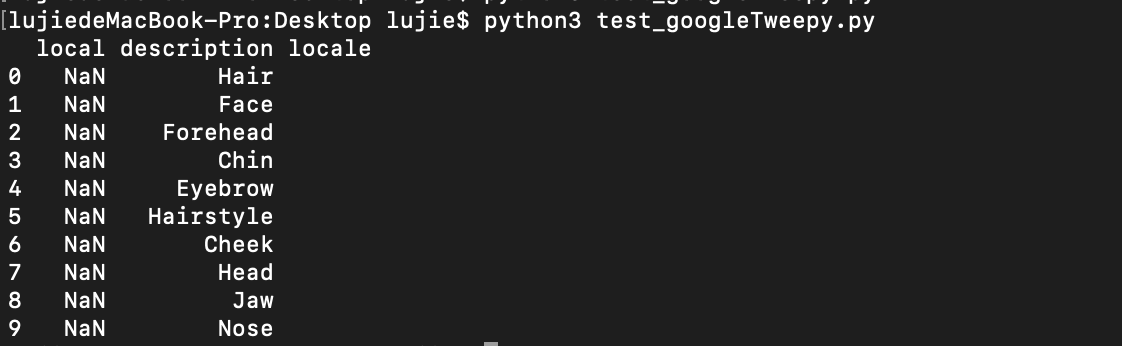 [lujiedeMacBook-Pro:Desktop lujie$ python3 test_googleTweepy.py
local description locale
0 NaN Hair
1 NaN Face
2 NaN Forehead
3 NaN Chin
4 NaN Eyebrow
5 NaN Hairstyle
6 NaN Cheek
7 NaN Head
8 NaN Jaw
9 NaN Nose